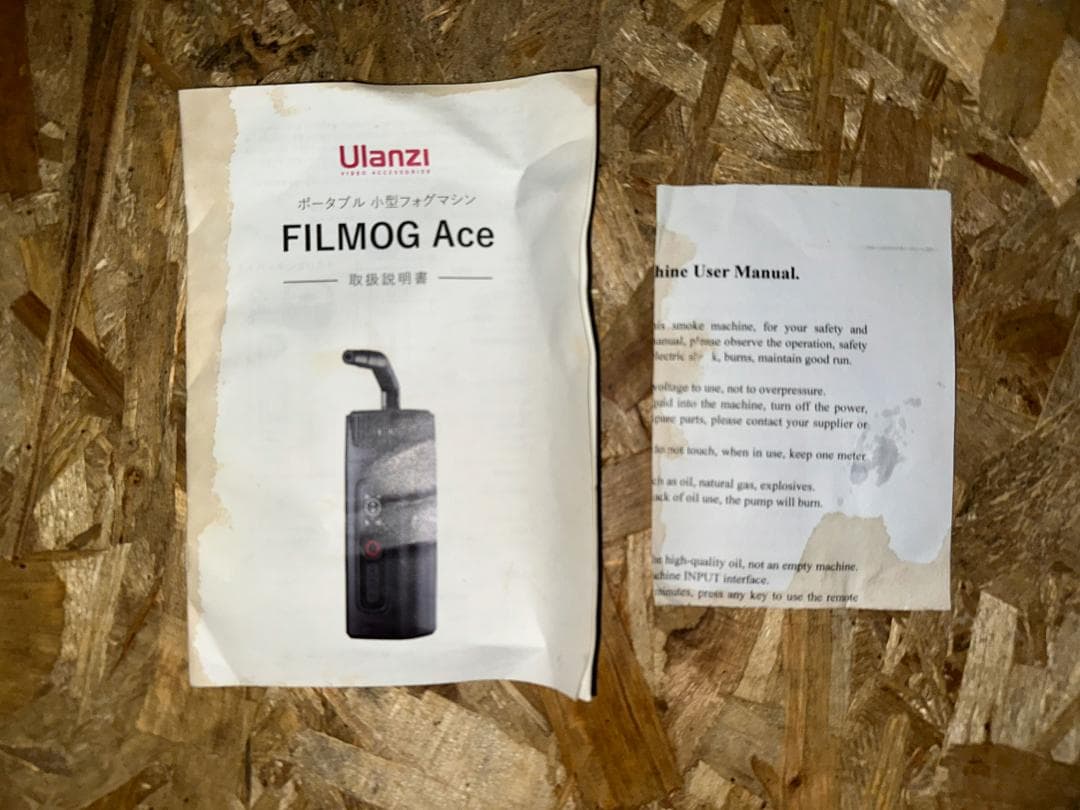 Ulanzi
VIDEO ACCESSORIES
ポータブル 小型フォグマシン
FILMOG Ace
取扱説明書
hine User Manual.
his smoke machine, for your safety and
manual, please observe the operation, safety
electric k, burns, maintain good run.
voltage to use, not to overpressure.
quid into the machine, turn off the power,
spare parts, please contact your supplier or
do not touch, when in use, keep one meter
ch as oil, natural gas, explosives.
ack of oil use, the pump will burn.
high-quality oil, not an empty machine.
achine INPUT interface.
minutes, press any key to use the remote